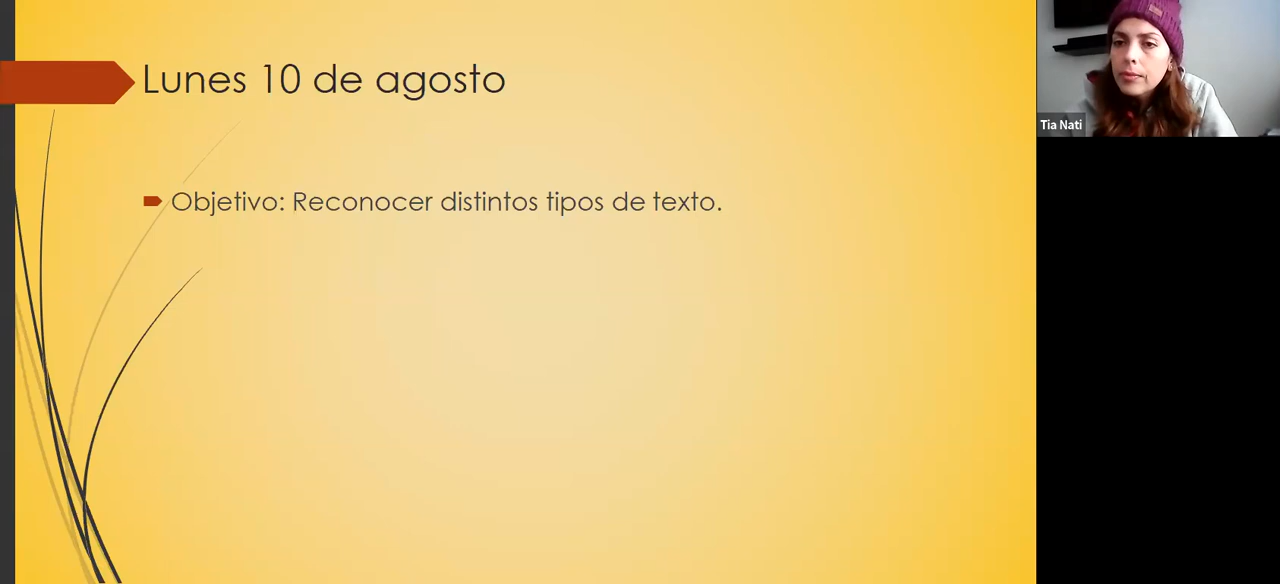 Lunes 10 de agosto
Objetivo: Reconocer distintos tipos de texto.
Tia Nati